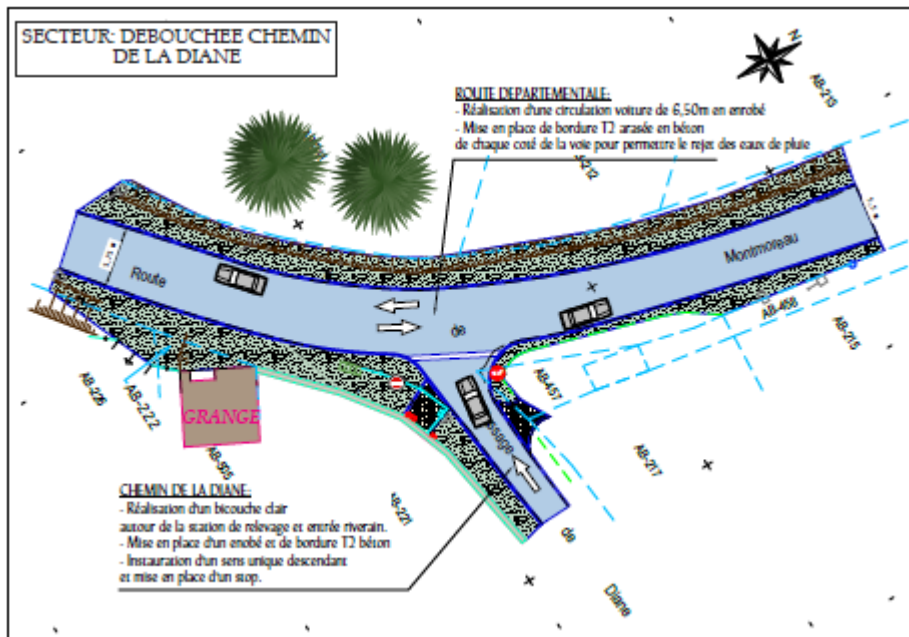 SECTEUR: DEBOUCHEE CHEMIN
DE LA DIANE
N
AB-213
ROUTE DEPARTEMENTALE:
- Réalisation d'une circulation voiture de 6,50m en enrobé
- Mise en place de bordure T2 arasée en béton
de chaque coté de la voie pour permettre le rejet des eaux de pluie
Route
de
Montmoreau
AB-458
AB-215
AB-457
AB-217
AB-226
AB-222
GRANGE
AB-505
AB-221
CHEMIN DE LA DIANE:
- Réalisation d'un bicouche clair
autour de la station de relevage et entrée riverain.
- Mise en place d'un enobé et de bordure T2 béton
- Instauration d'un sens unique descendant
et mise en place d'un stop.
de
Diane